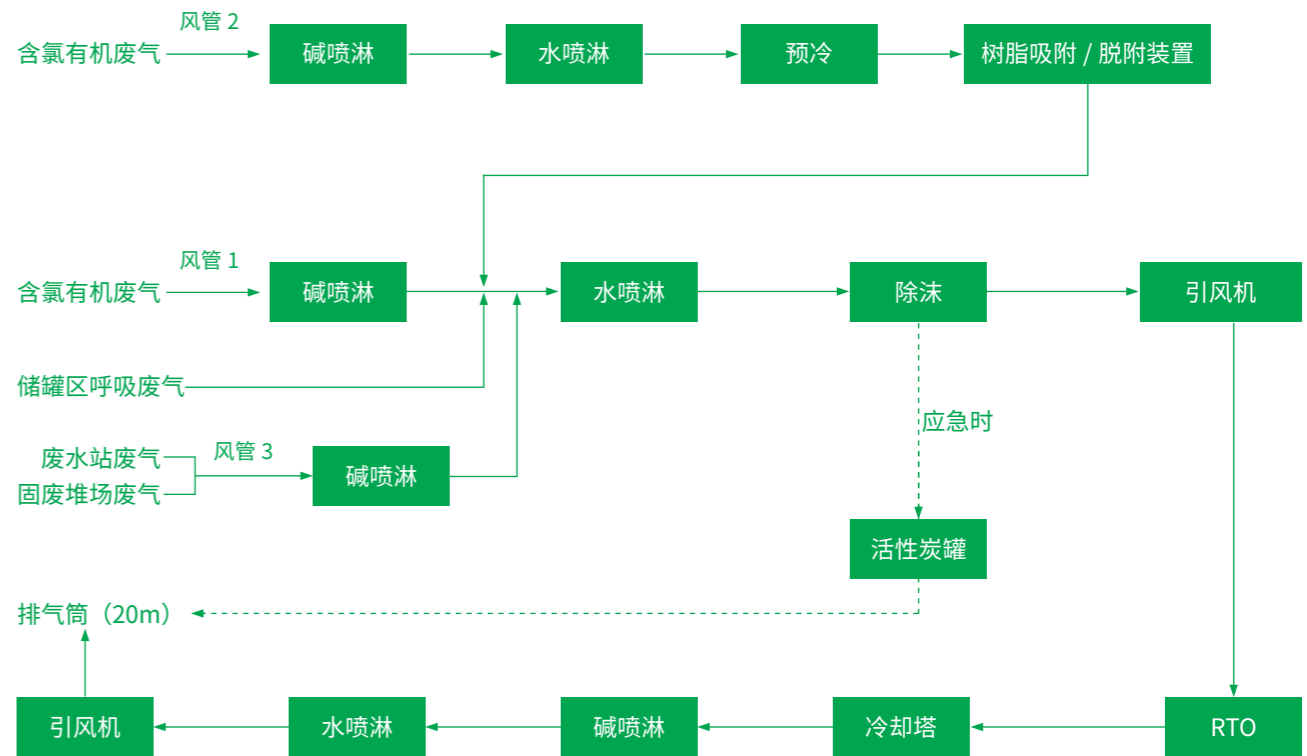 风管 2
含氯有机废气
碱喷淋
水喷淋
预冷
树脂吸附 / 脱附装置
风管 1
含氯有机废气
碱喷淋
水喷淋
除沫
引风机
储罐区呼吸废气
应急时
废水站废气
风管 3
固废堆场废气
碱喷淋
活性炭罐
排气筒（20m）
引风机
水喷淋
碱喷淋
冷却塔
RTO